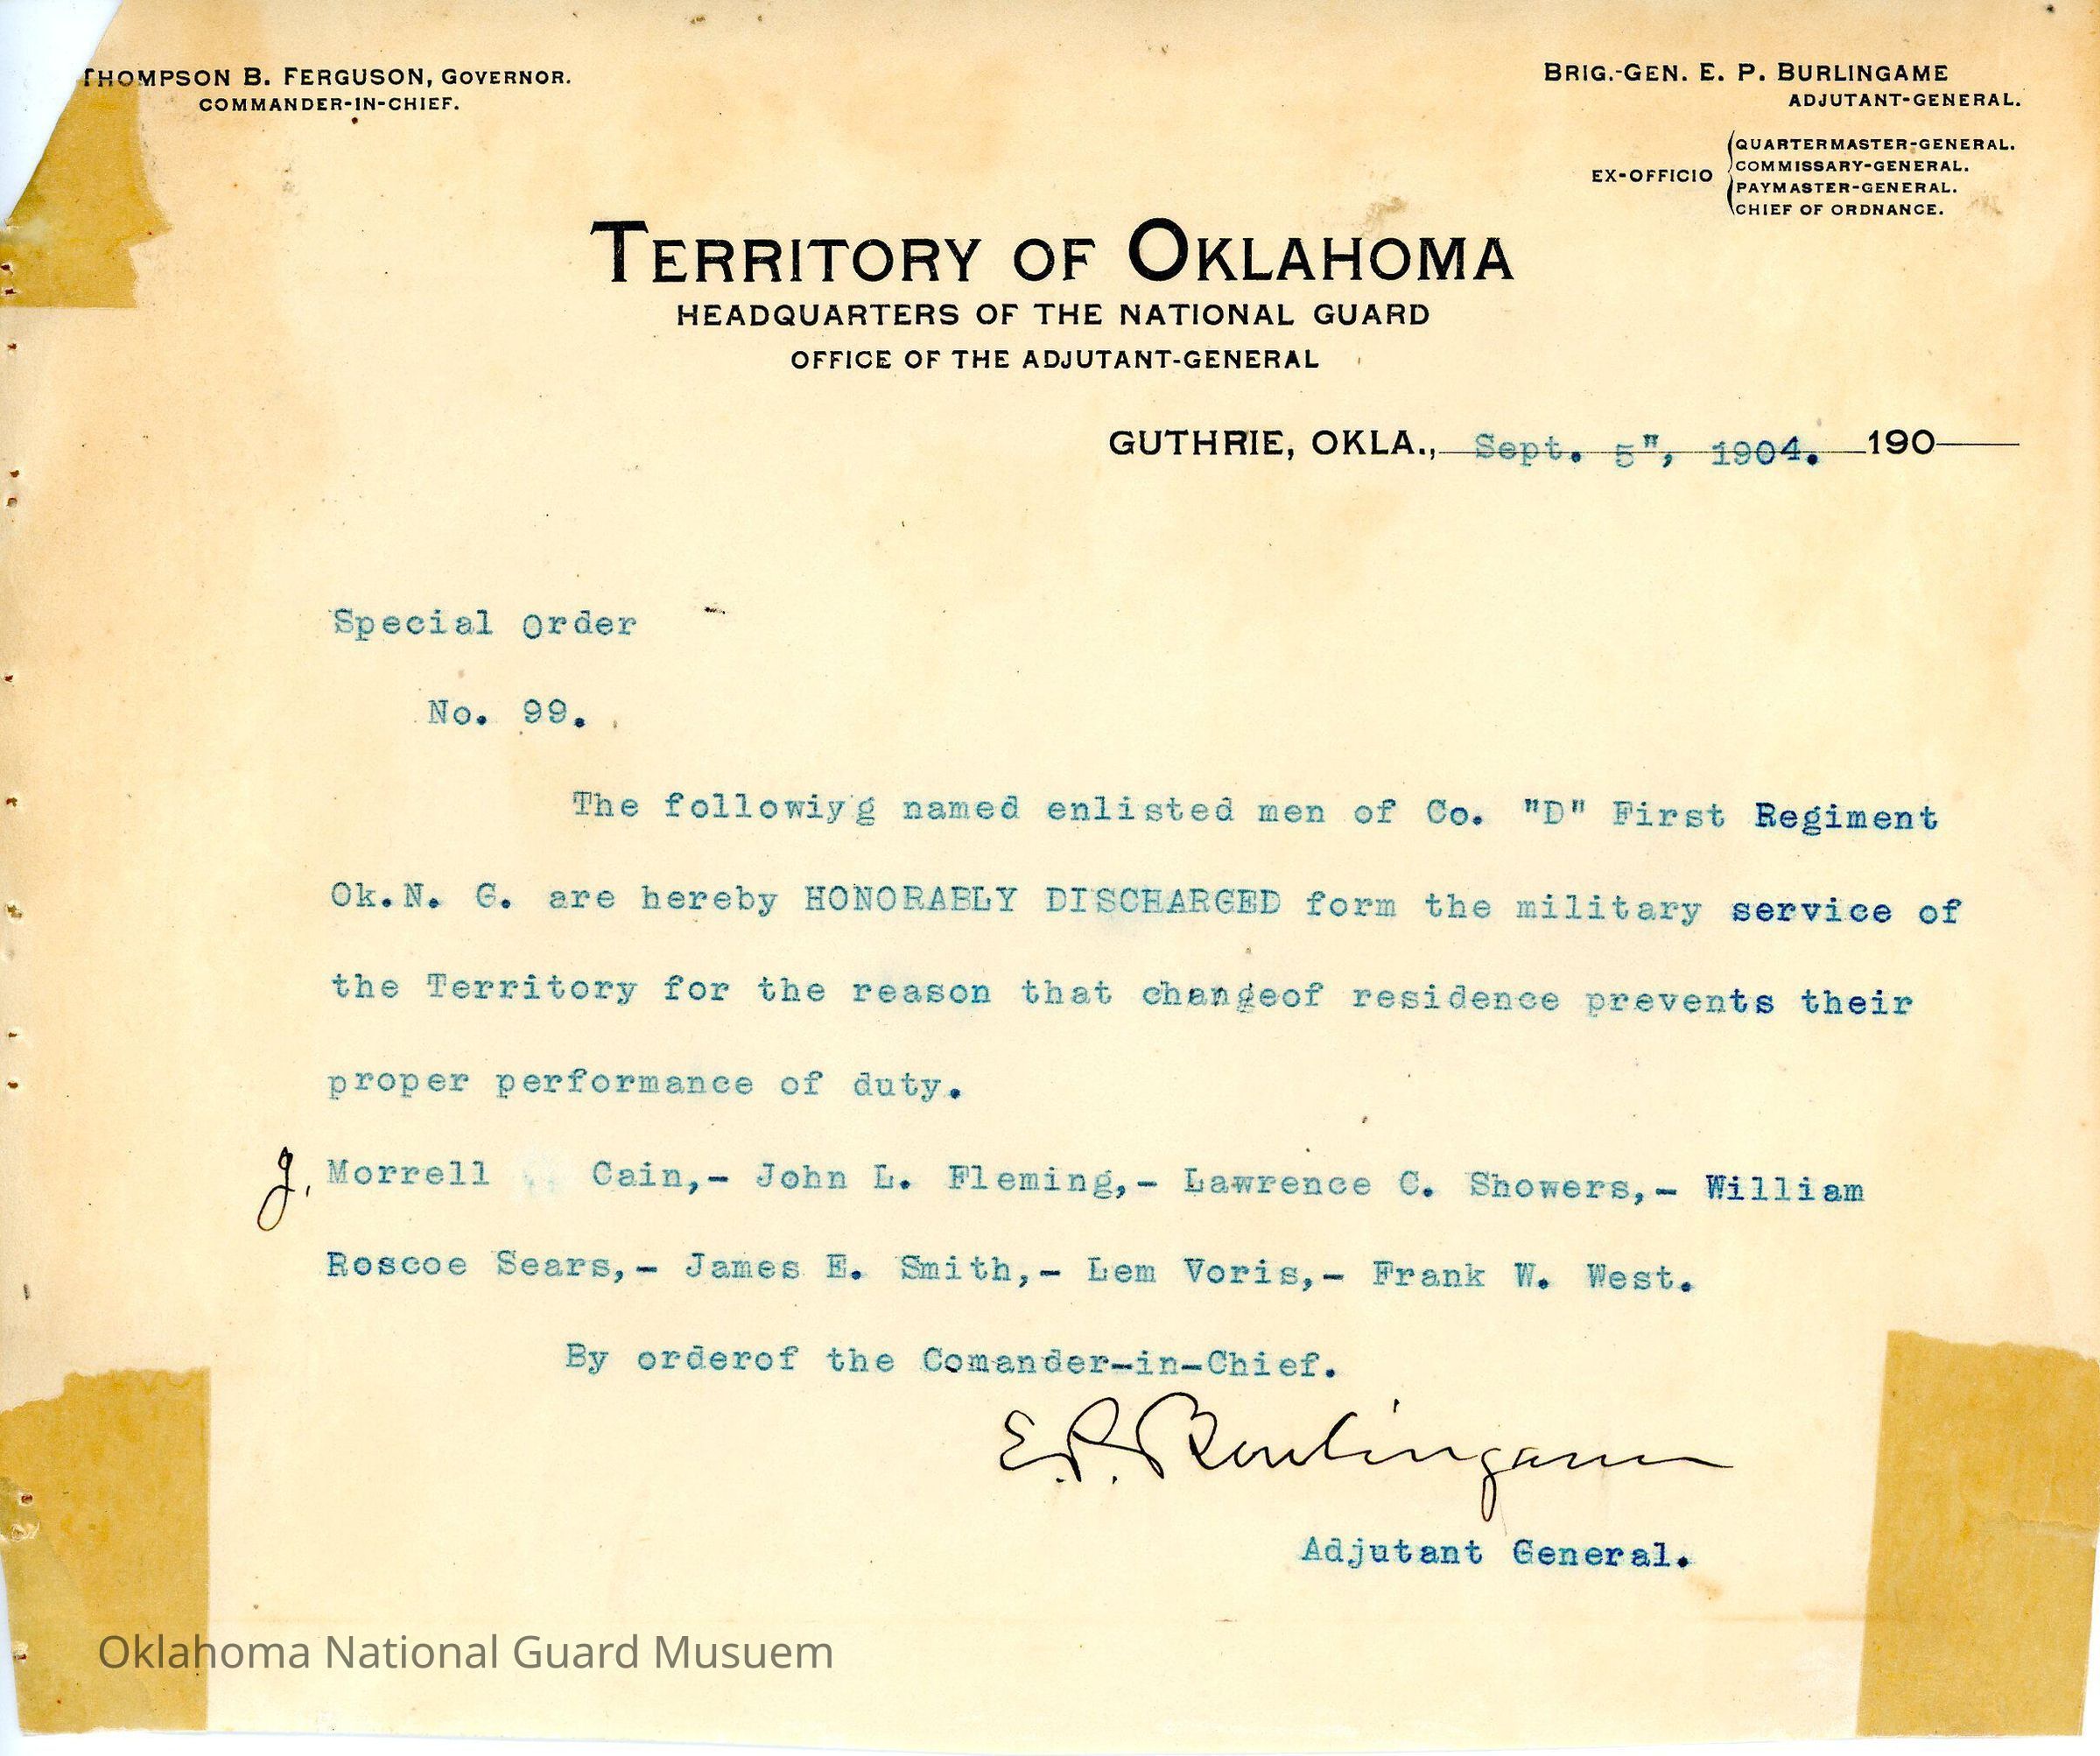 THOMPSON B. FERGUSON, GOVERNOR.
COMMANDER-IN-CHIEF.
BRIG.-GEN. E. P. BURLINGAME
ADJUTANT-GENERAL.
EX-OFFICIO
QUARTERMASTER-GENERAL.
COMMISSARY-GENERAL.
PAYMASTER-GENERAL.
CHIEF OF ORDNANCE.
TERRITORY OF OKLAHOMA
HEADQUARTERS OF THE NATIONAL GUARD
OFFICE OF THE ADJUTANT-GENERAL
GUTHRIE, OKLA., Sept. 5", 1904. 190
Special Order
No. 99.
The followiyg named enlisted men of Co. "D" First Regiment
Ok.N. G. are hereby HONORABLY DISCHARGED form the military service of
the Territory for the reason that changeof residence prevents their
proper performance of duty.
J. Morrell Cain,- John L. Fleming,- Lawrence C. Showers,- William
Roscoe Sears,- James E. Smith,- Lem Voris,- Frank W. West.
By orderof the Comander-in-Chief.
E. P. Burlingame
Adjutant General.
Oklahoma National Guard Musuem